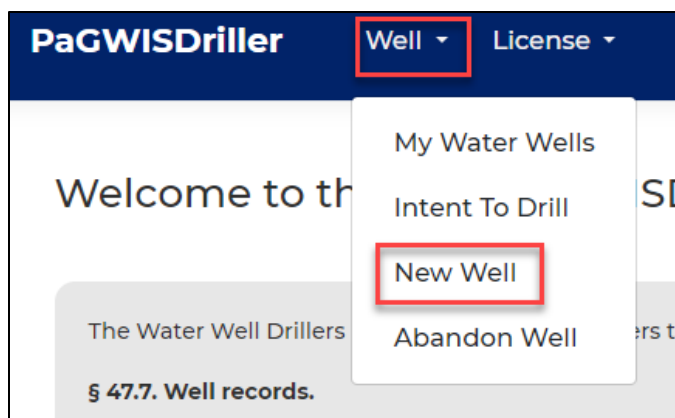 PaGWISDriller Well License
My Water Wells
Welcome to th
Intent To Drill
New Well
The Water Well Drillers
Abandon Well
§ 47.7. Well records.